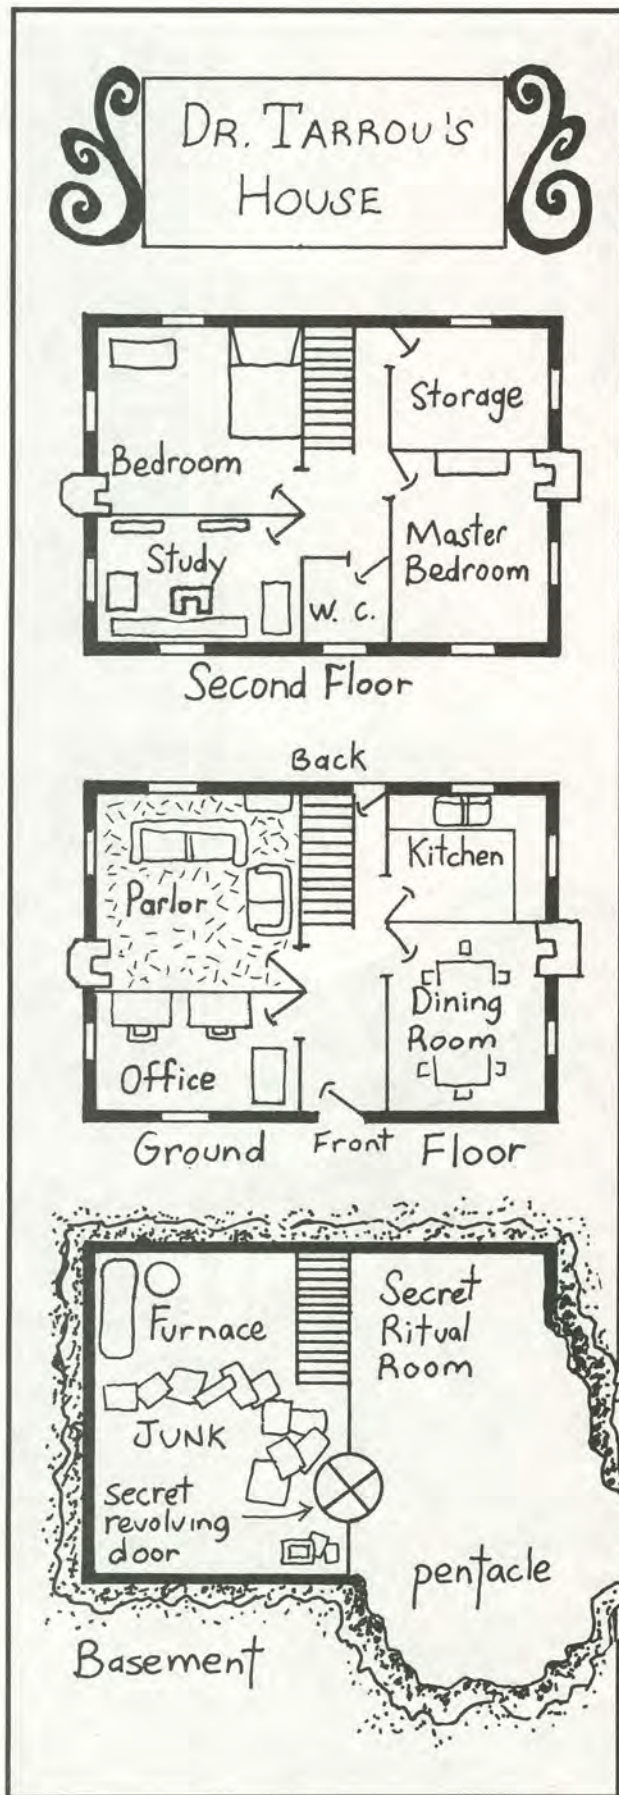 DR. TARROU'S
HOUSE
Storage
Bedroom
Master
Bedroom
Study
W. C.
Second Floor
Back
Kitchen
Parlor
Dining
Room
Office
Ground Front Floor
Secret
Ritual
Room
Furnace
JUNK
Secret
revolving
door
pentacle
Basement